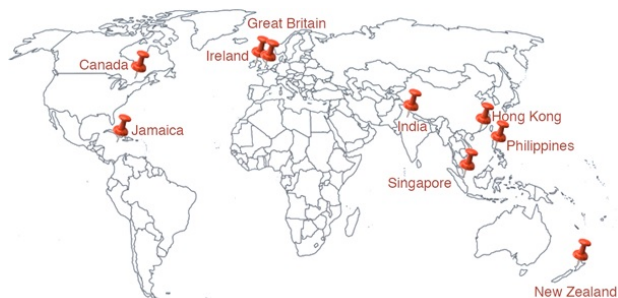 Great Britain
Ireland
Canada
Jamaica
India
Hong Kong
Philippines
Singapore
New Zealand